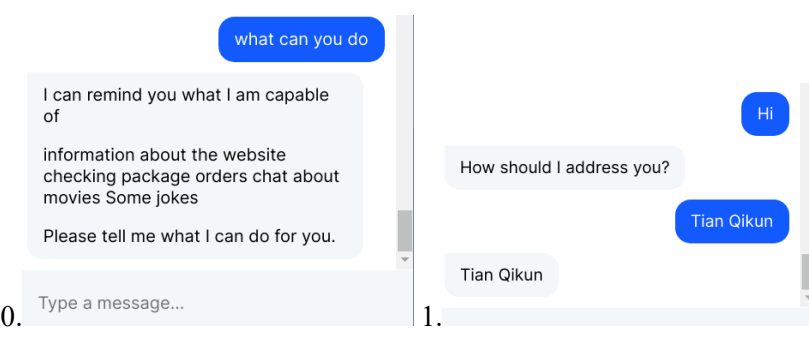 what can you do
I can remind you what I am capable
of
information about the website
checking package orders chat about
movies Some jokes
Please tell me what I can do for you.
Type a message...
0.
Hi
How should I address you?
Tian Qikun
Tian Qikun
1.